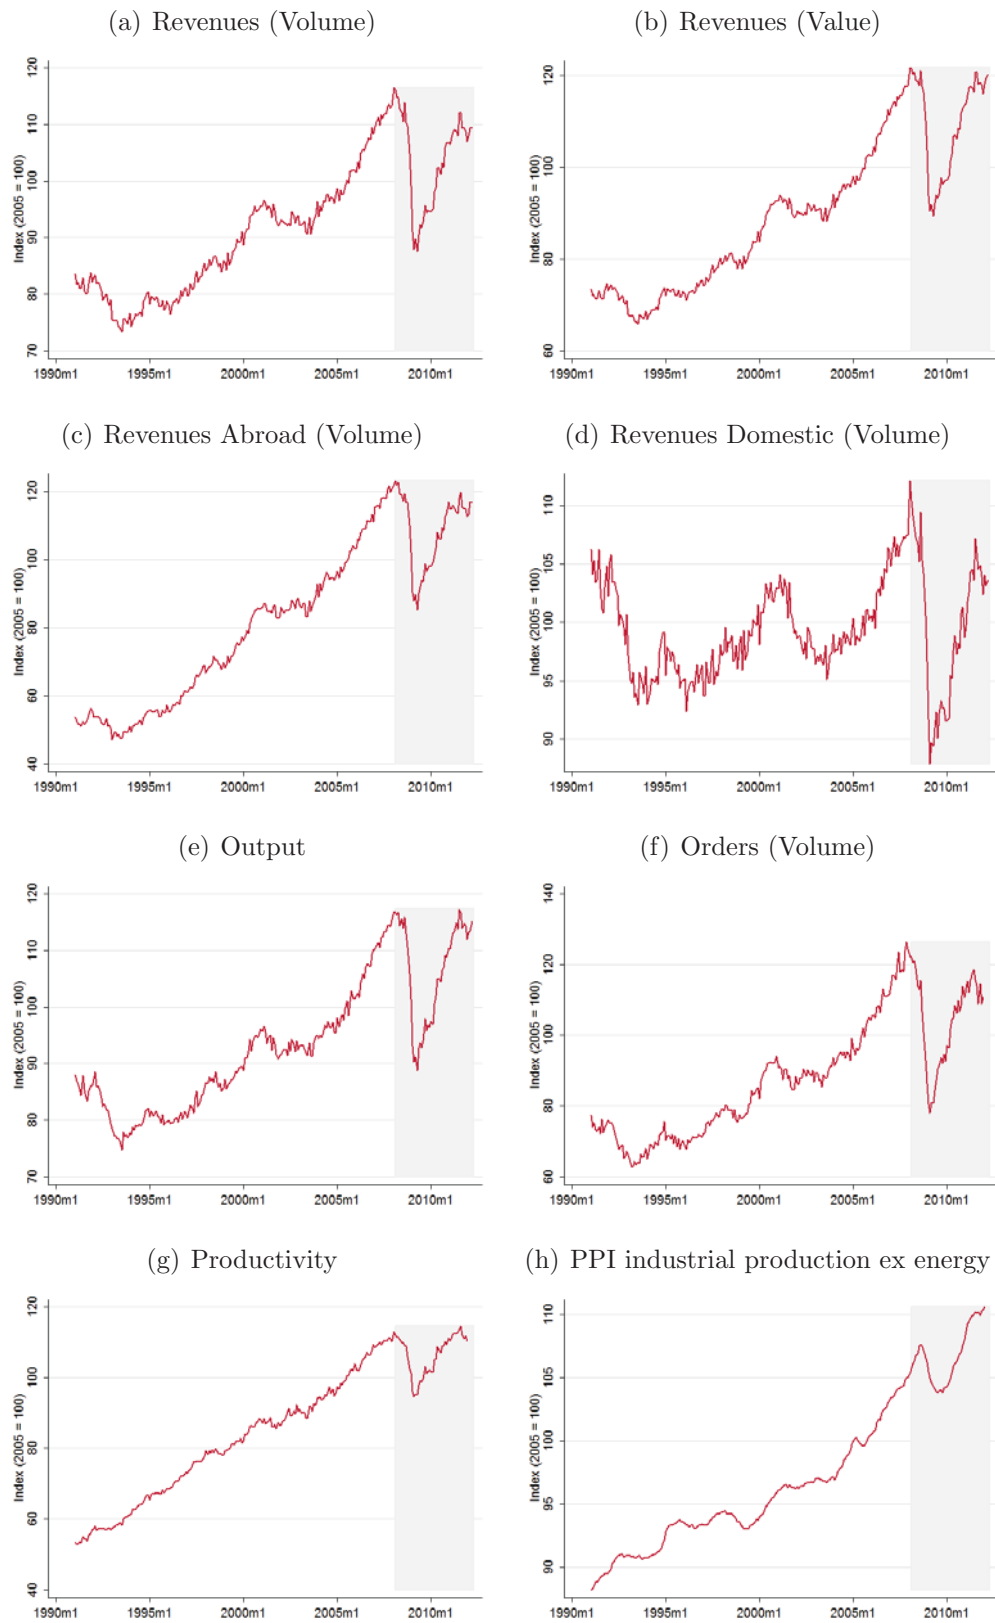 (a) Revenues (Volume)
(b) Revenues (Value)
Index (2005 = 100)
120
110
100
90
80
70
1990m1 1995m1 2000m1 2005m1 2010m1
Index (2005 = 100)
120
100
80
60
1990m1 1995m1 2000m1 2005m1 2010m1
(c) Revenues Abroad (Volume)
(d) Revenues Domestic (Volume)
Index (2005 = 100)
120
100
80
60
40
1990m1 1995m1 2000m1 2005m1 2010m1
Index (2005 = 100)
110
105
100
95
90
1990m1 1995m1 2000m1 2005m1 2010m1
(e) Output
(f) Orders (Volume)
Index (2005 = 100)
120
110
100
90
80
70
1990m1 1995m1 2000m1 2005m1 2010m1
Index (2005 = 100)
140
120
100
80
60
1990m1 1995m1 2000m1 2005m1 2010m1
(g) Productivity
(h) PPI industrial production ex energy
Index (2005 = 100)
120
100
80
60
40
1990m1 1995m1 2000m1 2005m1 2010m1
Index (2005 = 100)
110
105
100
95
90
1990m1 1995m1 2000m1 2005m1 2010m1